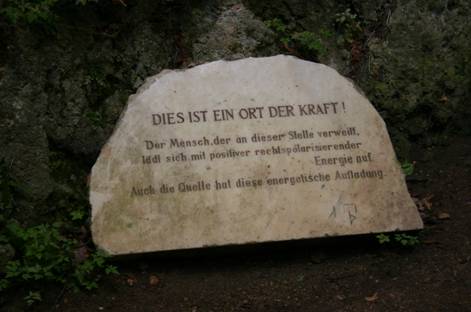 DIES IST EIN ORT DER KRAFT !
Der Mensch, der an dieser Stelle verweilt,
lädt sich mit positiver rechtspolarisierender
Energie auf.
Auch die Quelle hat diese energetische Aufladung.